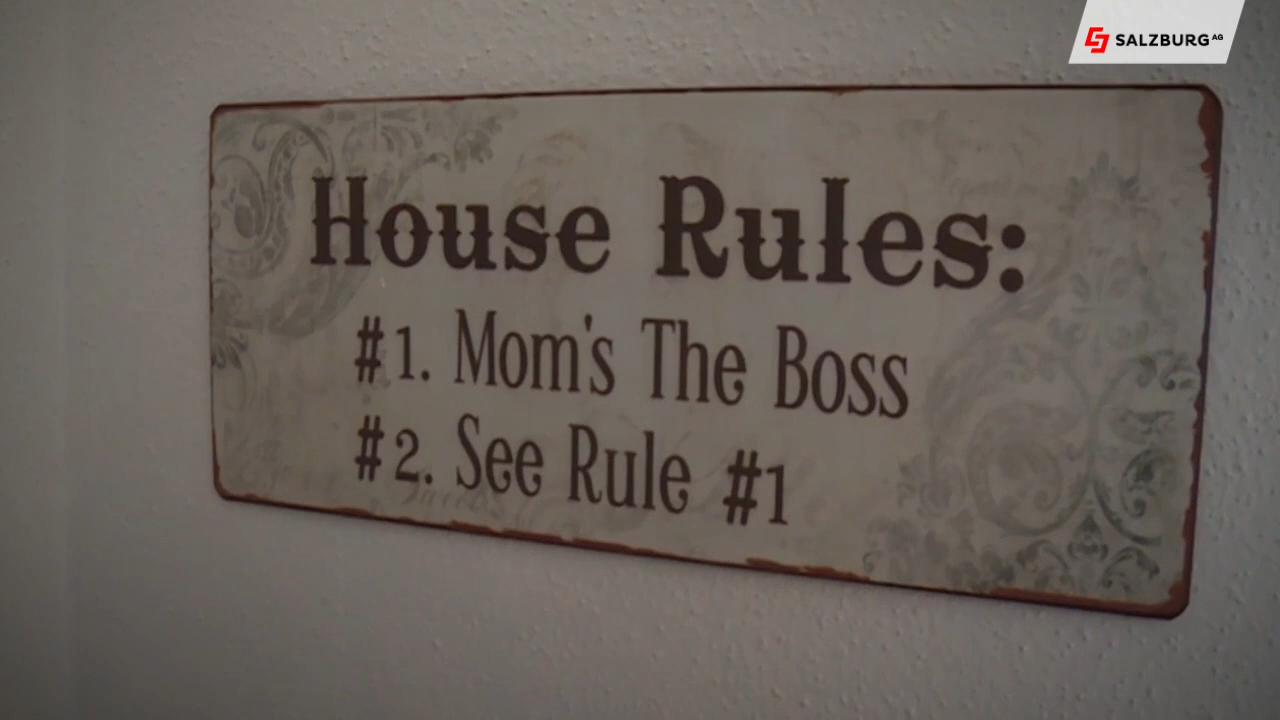 SALZBURG AG
House Rules:
#1. Mom's The Boss
#2. See Rule #1